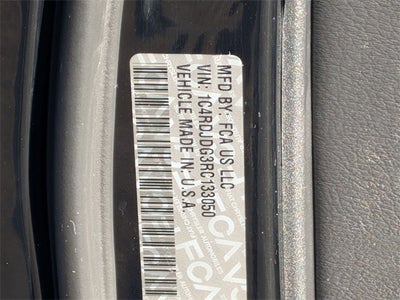 MFD BY: FCA US LLC
VIN: 1C4RDJDG3RC133050
VEHICLE MADE IN U.S.A.